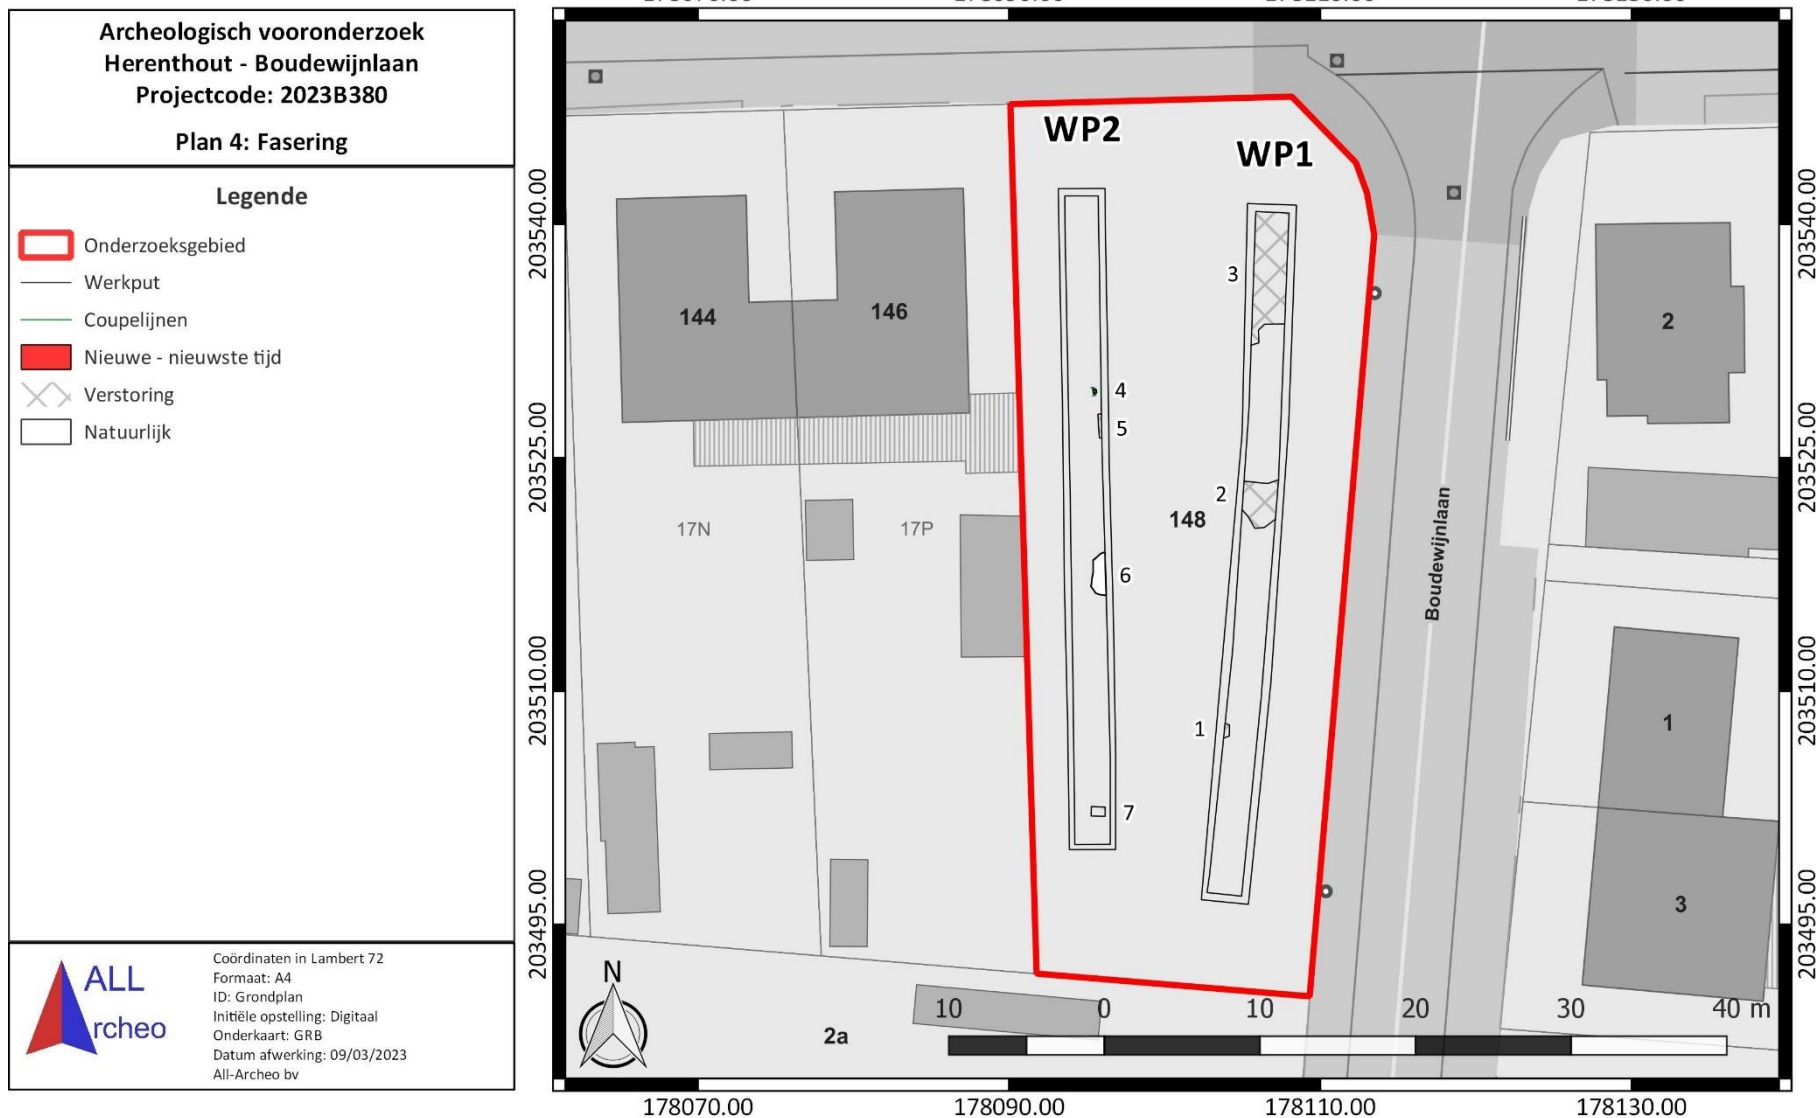 Archeologisch vooronderzoek
Herenthout - Boudewijnlaan
Projectcode: 2023B380
Plan 4: Fasering
Legende
Onderzoeksgebied
Werkput
Coupelijnen
Nieuwe - nieuwste tijd
Verstoring
Natuurlijk
ALL
rcheo
Coördinaten in Lambert 72
Formaat: A4
ID: Grondplan
Initiële opstelling: Digitaal
Onderkaart: GRB
Datum afwerking: 09/03/2023
All-Archeo bv
WP2
WP1
203540.00
203540.00
3
144
146
2
4
5
203525.00
203525.00
2
148
17N
17P
Boudewijnlaan
6
203510.00
203510.00
1
1
7
3
203495.00
203495.00
N
10 0 10 20 30 40 m
2a
178070.00
178090.00
178110.00
178130.00